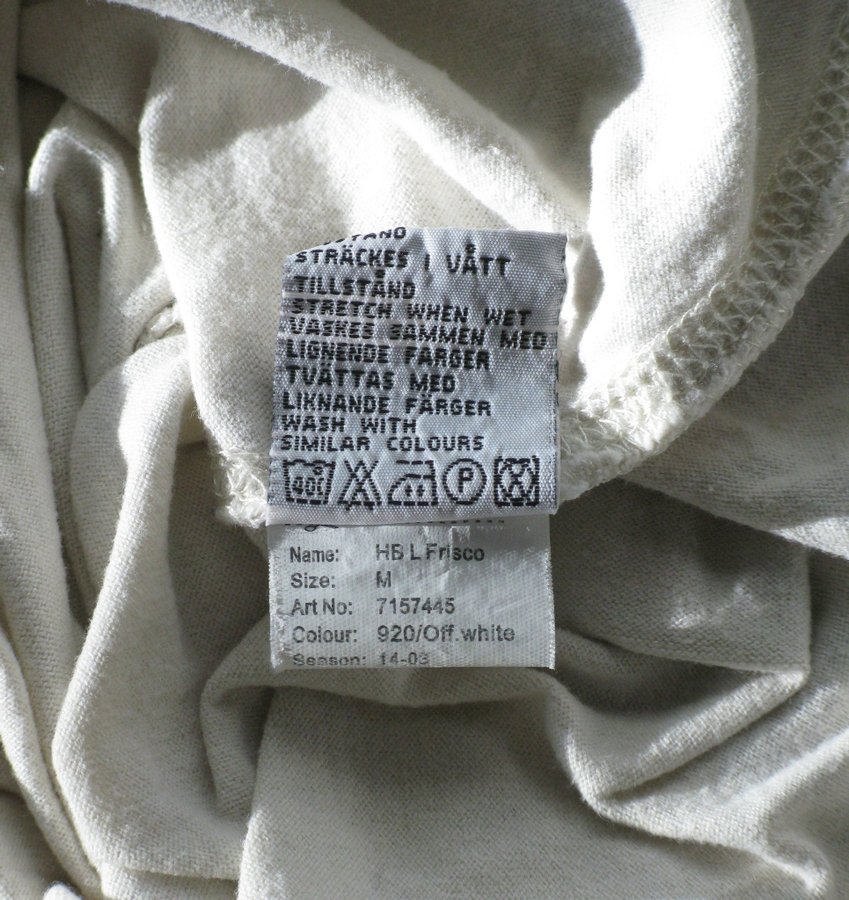 STRÄCKES I VÅTT
TILLSTÅND
STRETCH WHEN WET
VASKES SAMMEN MED
LIGNENDE FARGER
TVÄTTAS MED
LIKNANDE FÄRGER
WASH WITH
SIMILAR COLOURS
40 P
Name: HB L Frisco
Size: M
Art No: 7157445
Colour: 920/Off.white
Season: 14-03